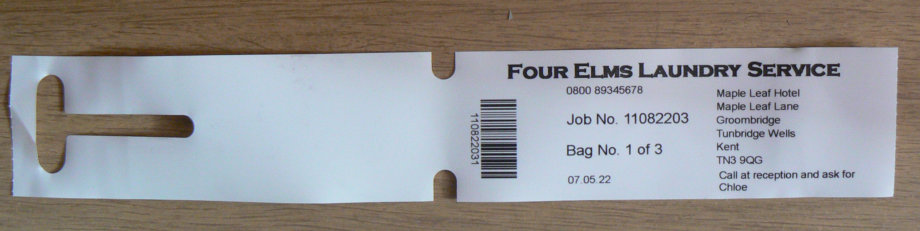 FOUR ELMS LAUNDRY SERVICE
0800 89345678
Job No. 11082203
Bag No. 1 of 3
07.05.22
110822031
Maple Leaf Hotel
Maple Leaf Lane
Groombridge
Tunbridge Wells
Kent
TN3 9QG
Call at reception and ask for
Chloe